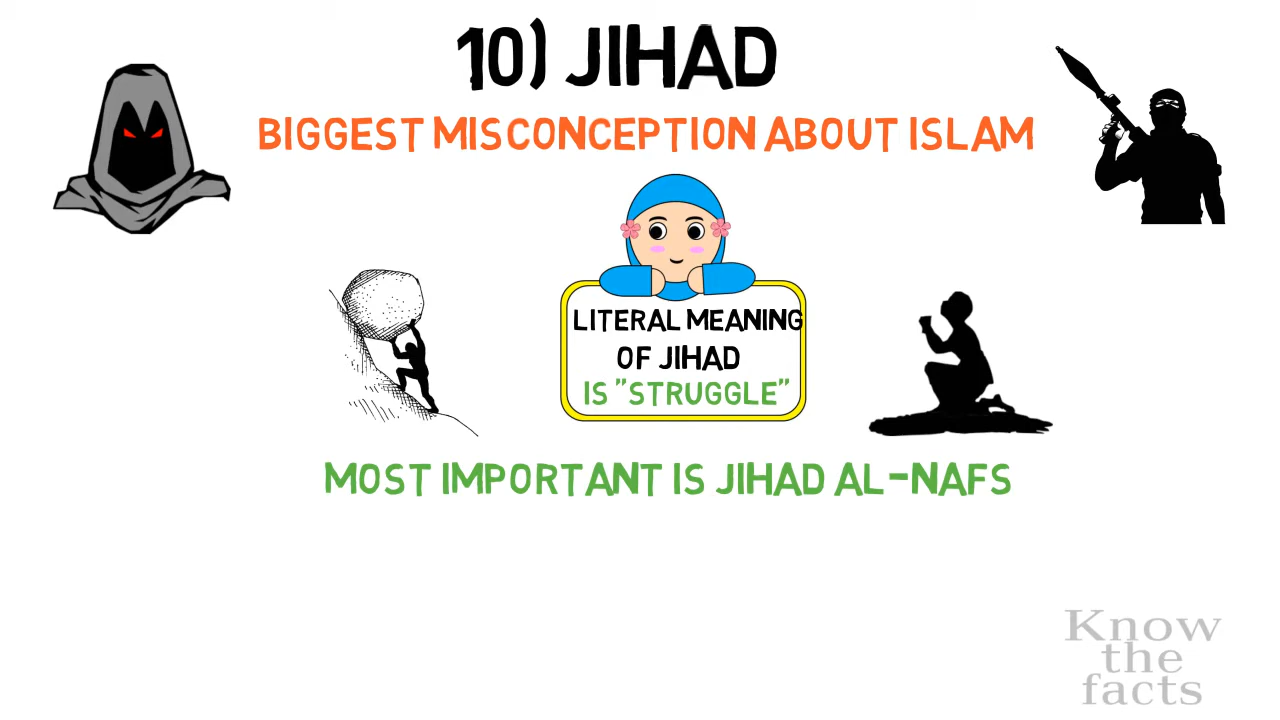 10) JIHAD
BIGGEST MISCONCEPTION ABOUT ISLAM
LITERAL MEANING
OF JIHAD
IS "STRUGGLE"
MOST IMPORTANT IS JIHAD AL-NAFS
Know
the
facts